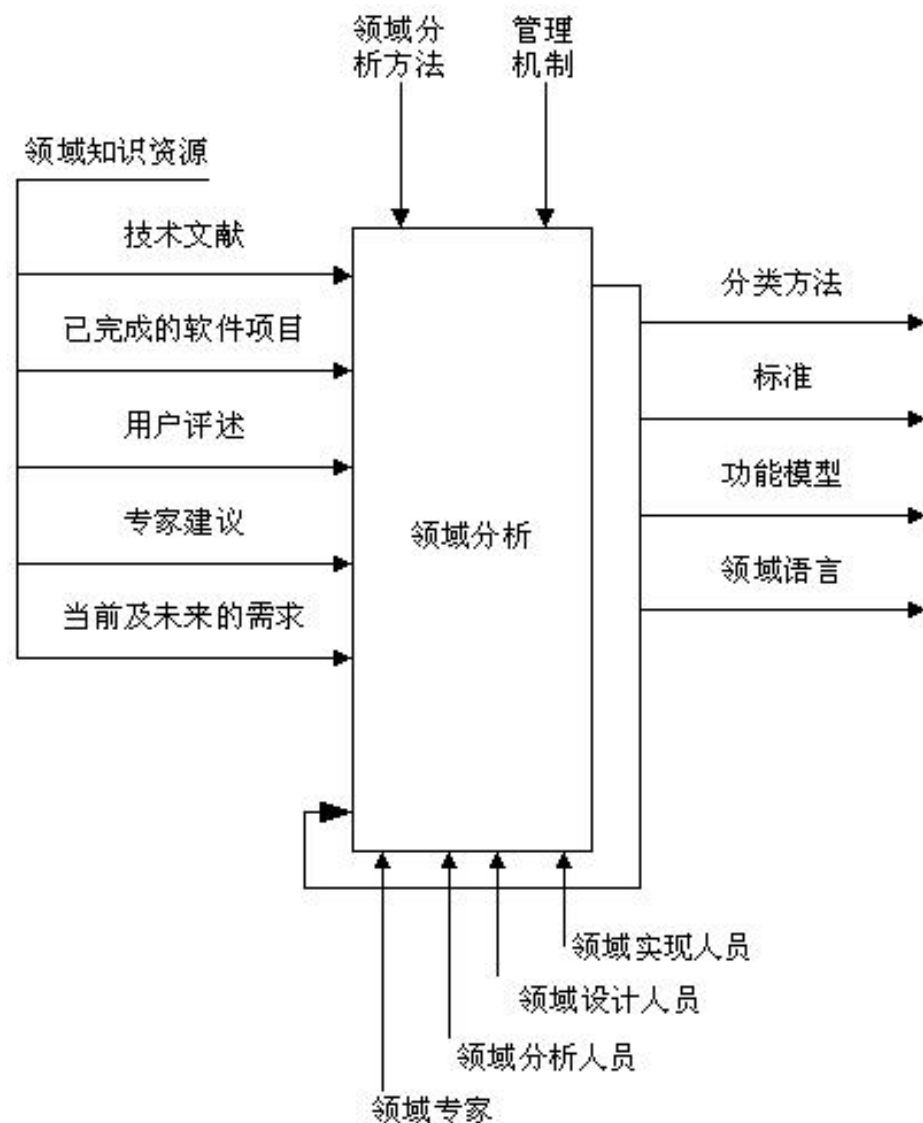 领域分
析方法
管理
机制
领域知识资源
技术文献
已完成的软件项目
用户评述
专家建议
当前及未来的需求
领域分析
分类方法
标准
功能模型
领域语言
领域实现人员
领域设计人员
领域分析人员
领域专家